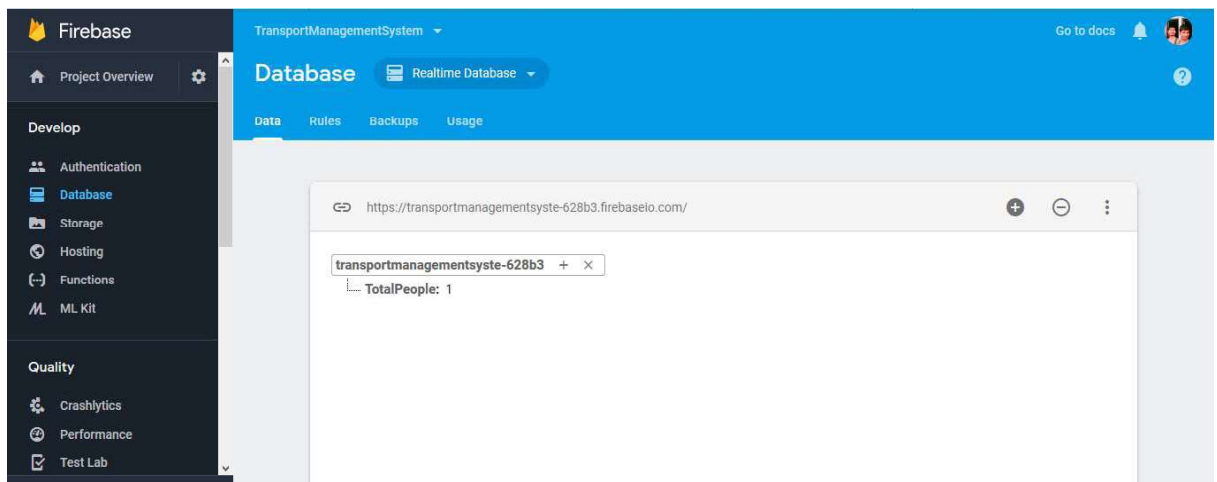 Firebase
Project Overview
Develop
Authentication
Database
Storage
Hosting
Functions
ML Kit
Quality
Crashlytics
Performance
Test Lab
TransportManagementSystem
Go to docs
Database
Realtime Database
Data Rules Backups Usage
https://transportmanagementsyste-628b3.firebaseio.com/
transportmanagementsyste-628b3
TotalPeople: 1